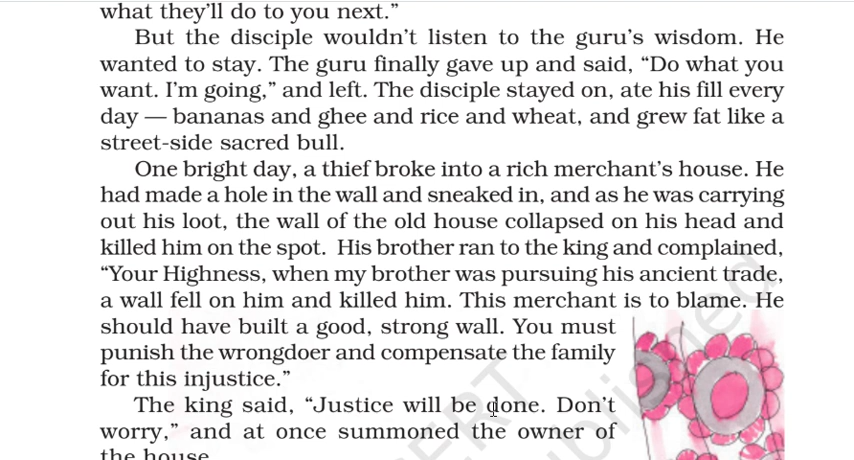 what they'll do to you next.”
But the disciple wouldn't listen to the guru's wisdom. He
wanted to stay. The guru finally gave up and said, “Do what you
want. I'm going,” and left. The disciple stayed on, ate his fill every
day — bananas and ghee and rice and wheat, and grew fat like a
street-side sacred bull.
One bright day, a thief broke into a rich merchant's house. He
had made a hole in the wall and sneaked in, and as he was carrying
out his loot, the wall of the old house collapsed on his head and
killed him on the spot. His brother ran to the king and complained,
“Your Highness, when my brother was pursuing his ancient trade,
a wall fell on him and killed him. This merchant is to blame. He
should have built a good, strong wall. You must
punish the wrongdoer and compensate the family
for this injustice.”
The king said, “Justice will be done. Don't
worry,” and at once summoned the owner of
the house.